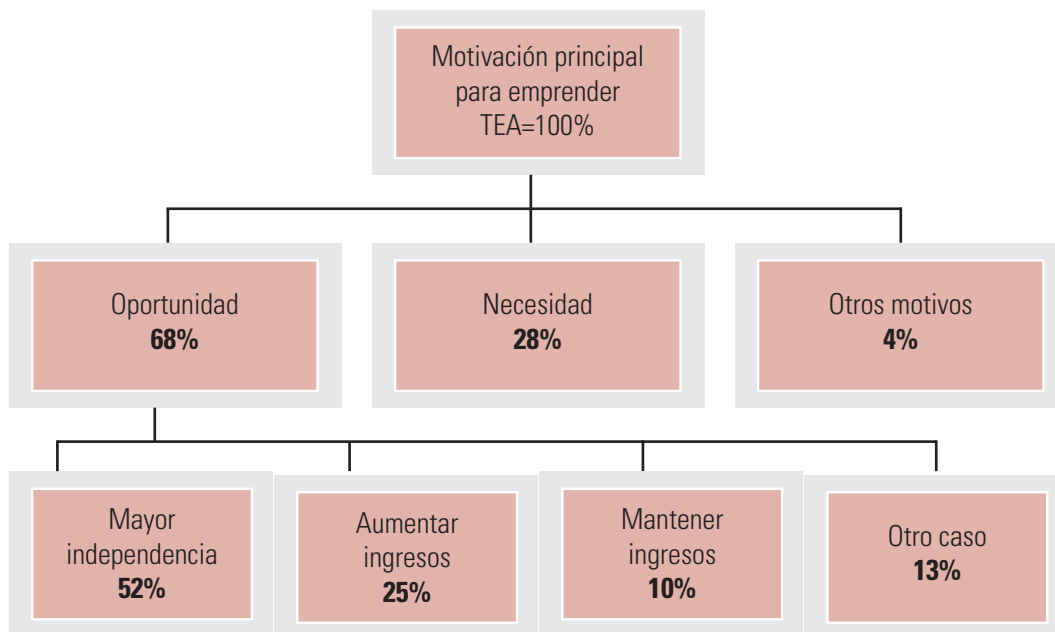 Motivación principal
para emprender
TEA=100%
Oportunidad
68%
Necesidad
28%
Otros motivos
4%
Mayor
independencia
52%
Aumentar
ingresos
25%
Mantener
ingresos
10%
Otro caso
13%